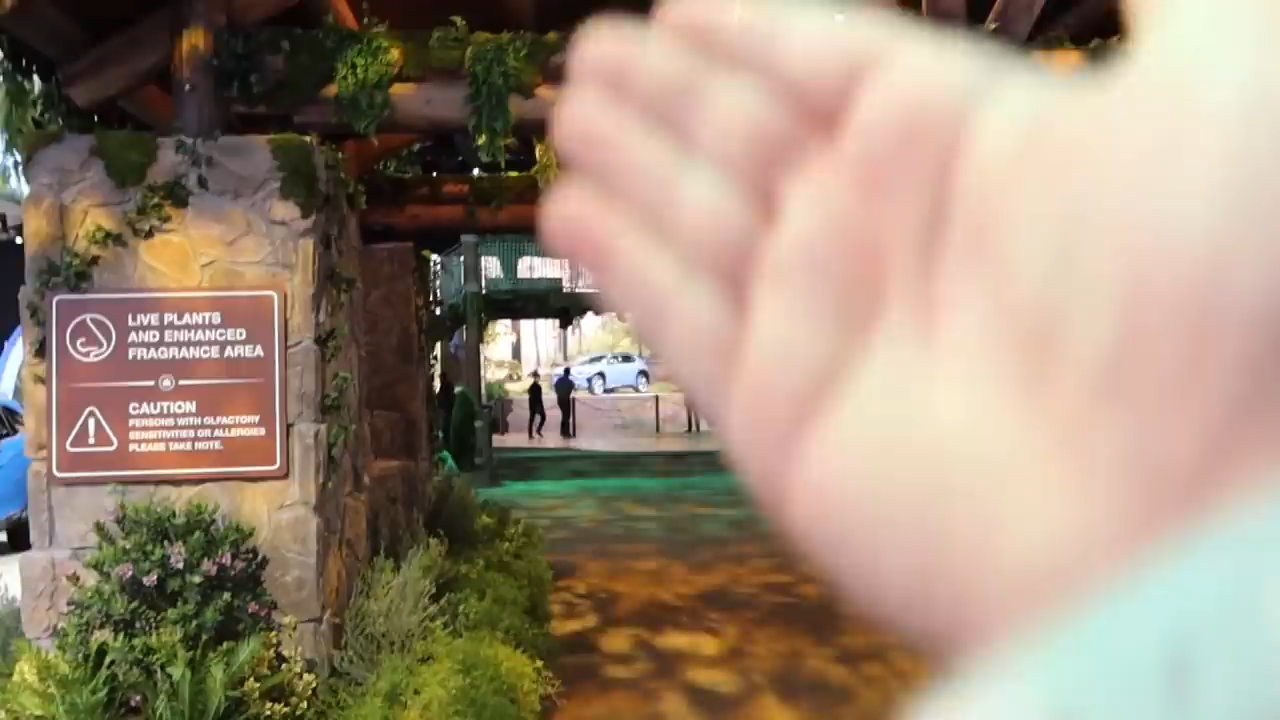 LIVE PLANTS
AND ENHANCED
FRAGRANCE AREA
CAUTION
PERSONS WITH OLFACTORY
SENSITIVITIES OR ALLERGIES
PLEASE TAKE NOTE.